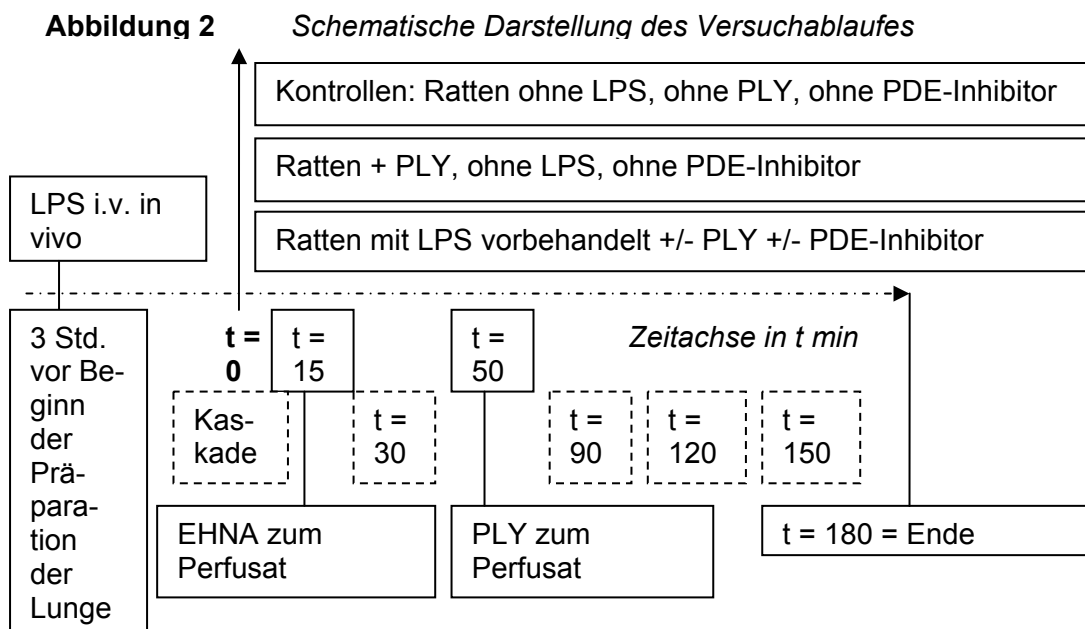 Abbildung 2 Schematische Darstellung des Versuchablaufes
Kontrollen: Ratten ohne LPS, ohne PLY, ohne PDE-Inhibitor
Ratten + PLY, ohne LPS, ohne PDE-Inhibitor
LPS i.v. in
vivo
Ratten mit LPS vorbehandelt +/- PLY +/- PDE-Inhibitor
3 Std.
vor Be-
ginn
der
Prä-
para-
tion
der
Lunge
t =
0
t =
15
t =
50
Zeitachse in t min
Kas-
kade
t =
30
t =
90
t =
120
t =
150
EHNA zum
Perfusat
PLY zum
Perfusat
t = 180 = Ende